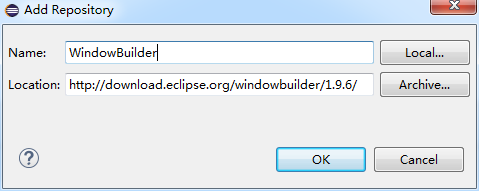 Add Repository
Name: WindowBuilder Local...
Location: http://download.eclipse.org/windowbuilder/1.9.6/ Archive...
? OK Cancel